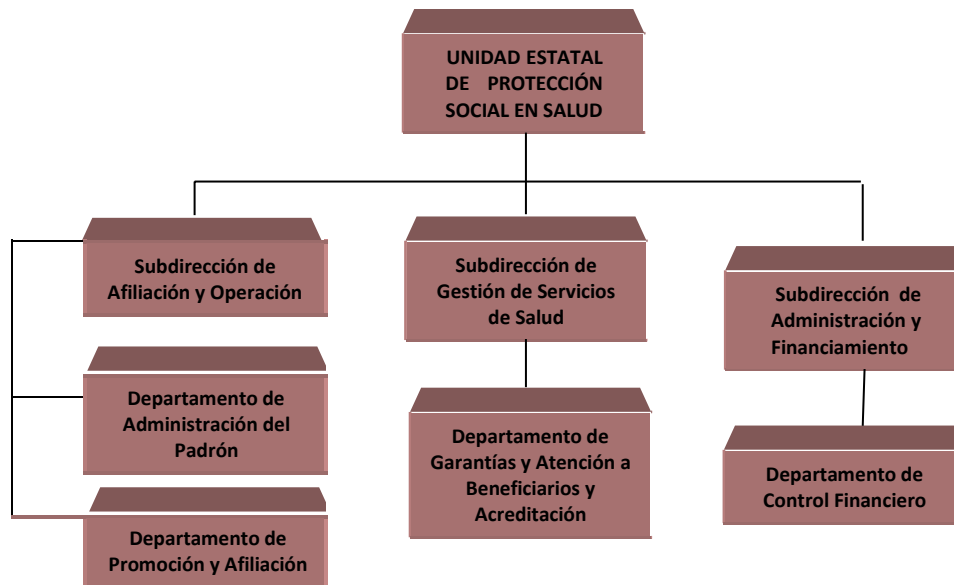 UNIDAD ESTATAL
DE PROTECCIÓN
SOCIAL EN SALUD
Subdirección de
Afiliación y Operación
Subdirección de
Gestión de Servicios
de Salud
Subdirección de
Administración y
Financiamiento
Departamento de
Administración del
Padrón
Departamento de
Garantías y Atención a
Beneficiarios y
Acreditación
Departamento de
Control Financiero
Departamento de
Promoción y Afiliación